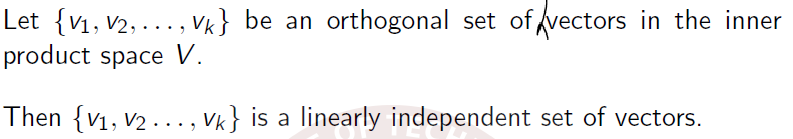 Let {v₁, v₂, . . . , vₖ} be an orthogonal set of vectors in the inner
product space V.
Then {v₁, v₂ . . . , vₖ} is a linearly independent set of vectors.